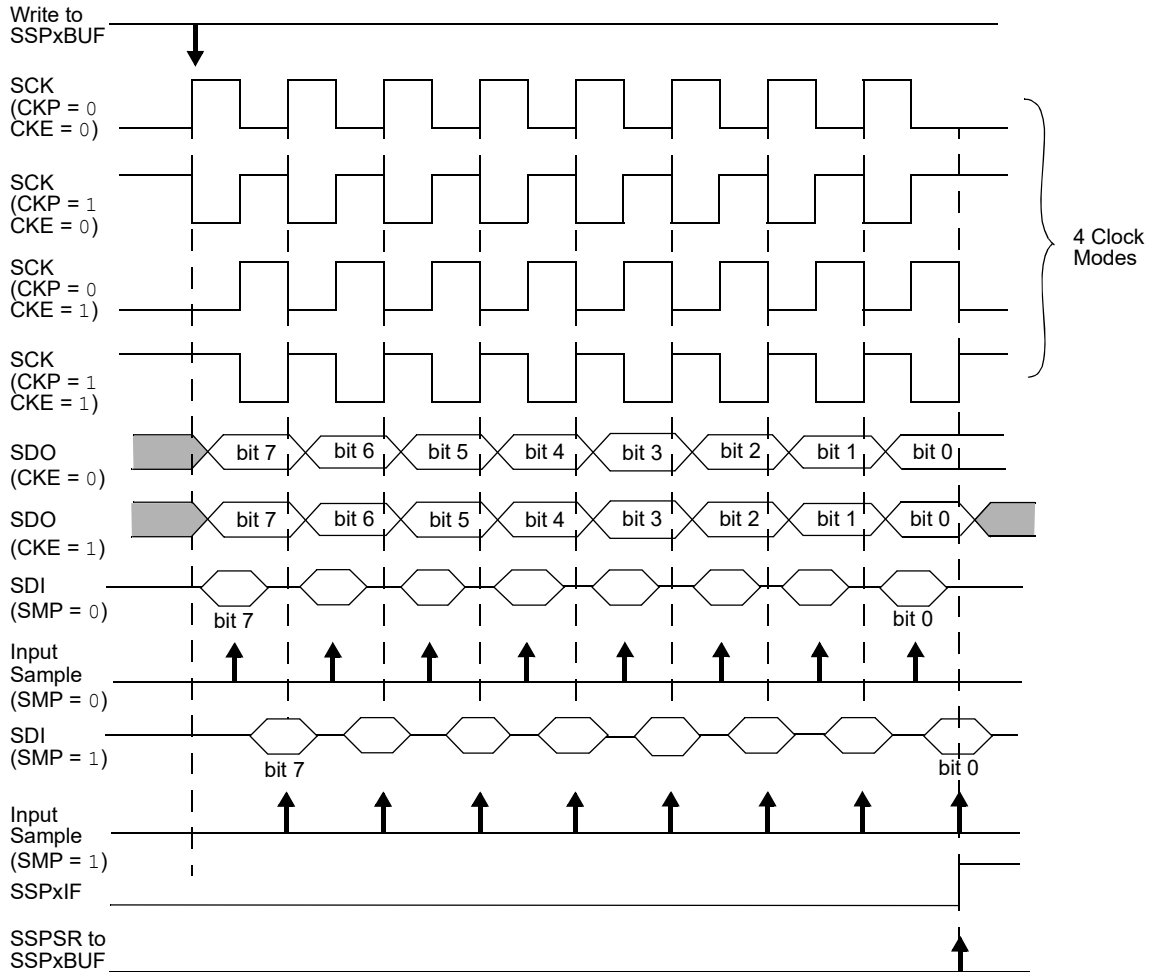 Write to
SSPxBUF
SCK
(CKP = 0
CKE = 0)
SCK
(CKP = 1
CKE = 0)
SCK
(CKP = 0
CKE = 1)
SCK
(CKP = 1
CKE = 1)
4 Clock
Modes
SDO
(CKE = 0)
bit 7 bit 6 bit 5 bit 4 bit 3 bit 2 bit 1 bit 0
SDO
(CKE = 1)
bit 7 bit 6 bit 5 bit 4 bit 3 bit 2 bit 1 bit 0
SDI
(SMP = 0)
bit 7 bit 0
Input
Sample
(SMP = 0)
SDI
(SMP = 1)
bit 7 bit 0
Input
Sample
(SMP = 1)
SSPxIF
SSPSR to
SSPxBUF